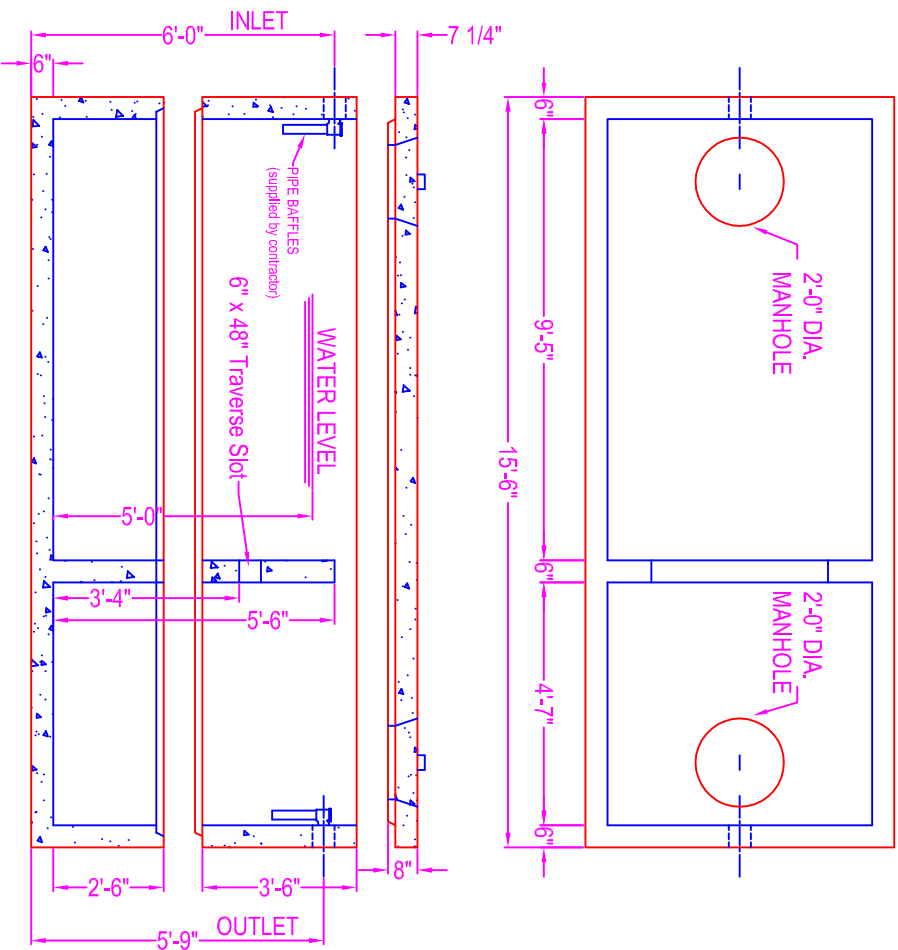 INLET
6'-0"
7 1/4"
6"
PIPE BAFFLES
(supplied by contractor)
WATER LEVEL
6" x 48" Traverse Slot
5'-0"
3'-4"
5'-6"
2'-6"
3'-6"
8"
OUTLET
5'-9"
6"
2'-0" DIA.
MANHOLE
9'-5"
15'-6"
6"
2'-0" DIA.
MANHOLE
4'-7"
6"